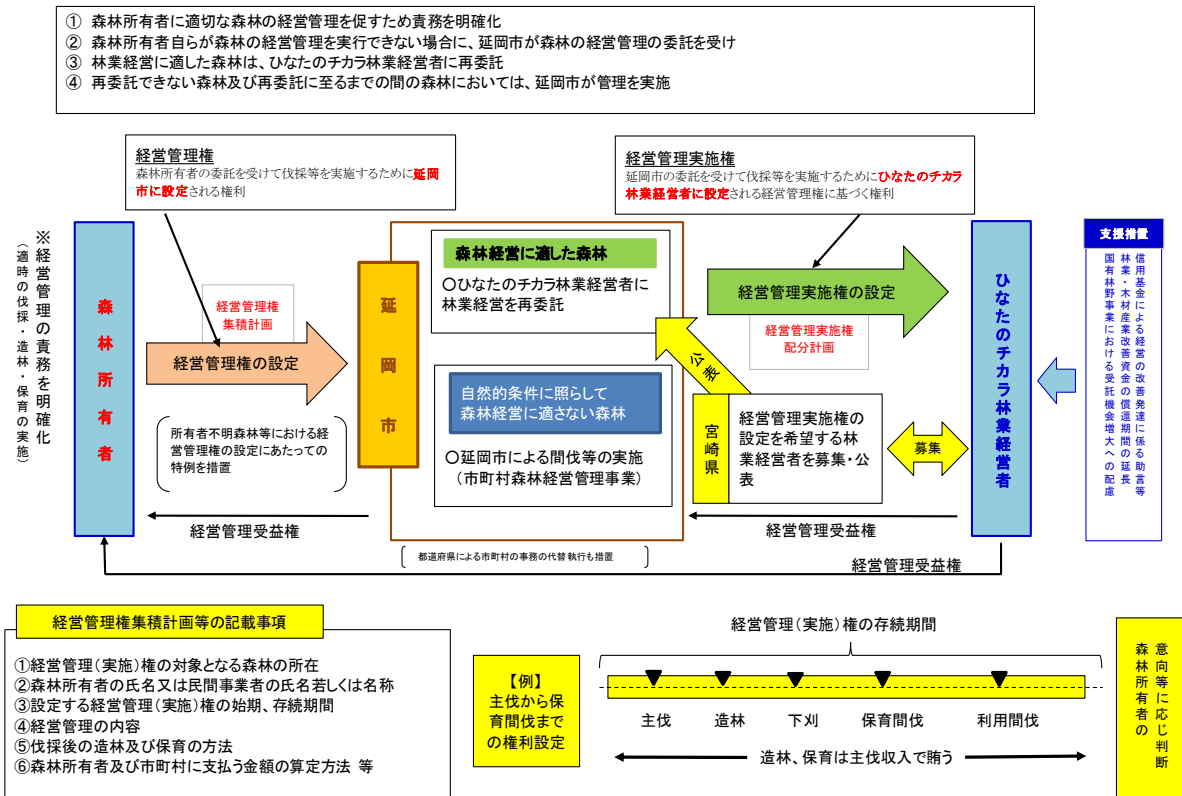 ① 森林所有者に適切な森林の経営管理を促すため責務を明確化
② 森林所有者自らが森林の経営管理を実行できない場合に、延岡市が森林の経営管理の委託を受け
③ 林業経営に適した森林は、ひなたのチカラ林業経営者に再委託
④ 再委託できない森林及び再委託に至るまでの間の森林においては、延岡市が管理を実施
経営管理権
森林所有者の委託を受けて伐採等を実施するために延岡
市に設定される権利
経営管理実施権
延岡市の委託を受けて伐採等を実施するためにひなたのチカラ
林業経営者に設定される経営管理権に基づく権利
※経営管理の責務を明確化
(適時の伐採・造林・保育の実施)
森林所有者
経営管理権
集積計画
経営管理権の設定
所有者不明森林等における経
営管理権の設定にあたっての
特例を措置
延岡市
森林経営に適した森林
○ひなたのチカラ林業経営者に
林業経営を再委託
自然的条件に照らして
森林経営に適さない森林
○延岡市による間伐等の実施
(市町村森林経営管理事業)
経営管理実施権の設定
経営管理実施権
配分計画
公表
宮崎県
経営管理実施権の
設定を希望する林
業経営者を募集・公
表
募集
ひなたのチカラ林業経営者
支援措置
信用基金による経営の改善発達に係る助言等
林業・木材産業改善資金の償還期間の延長
国有林野事業における受託機会増大への配慮
経営管理受益権
経営管理受益権
都道府県による市町村の事務の代替執行も措置
経営管理受益権
経営管理権集積計画等の記載事項
①経営管理(実施)権の対象となる森林の所在
②森林所有者の氏名又は民間事業者の氏名若しくは名称
③設定する経営管理(実施)権の始期、存続期間
④経営管理の内容
⑤伐採後の造林及び保育の方法
⑥森林所有者及び市町村に支払う金額の算定方法 等
【例】
主伐から保
育間伐まで
の権利設定
経営管理(実施)権の存続期間
主伐 造林 下刈 保育間伐 利用間伐
造林、保育は主伐収入で賄う
意向等に応じ判断
森林所有者の